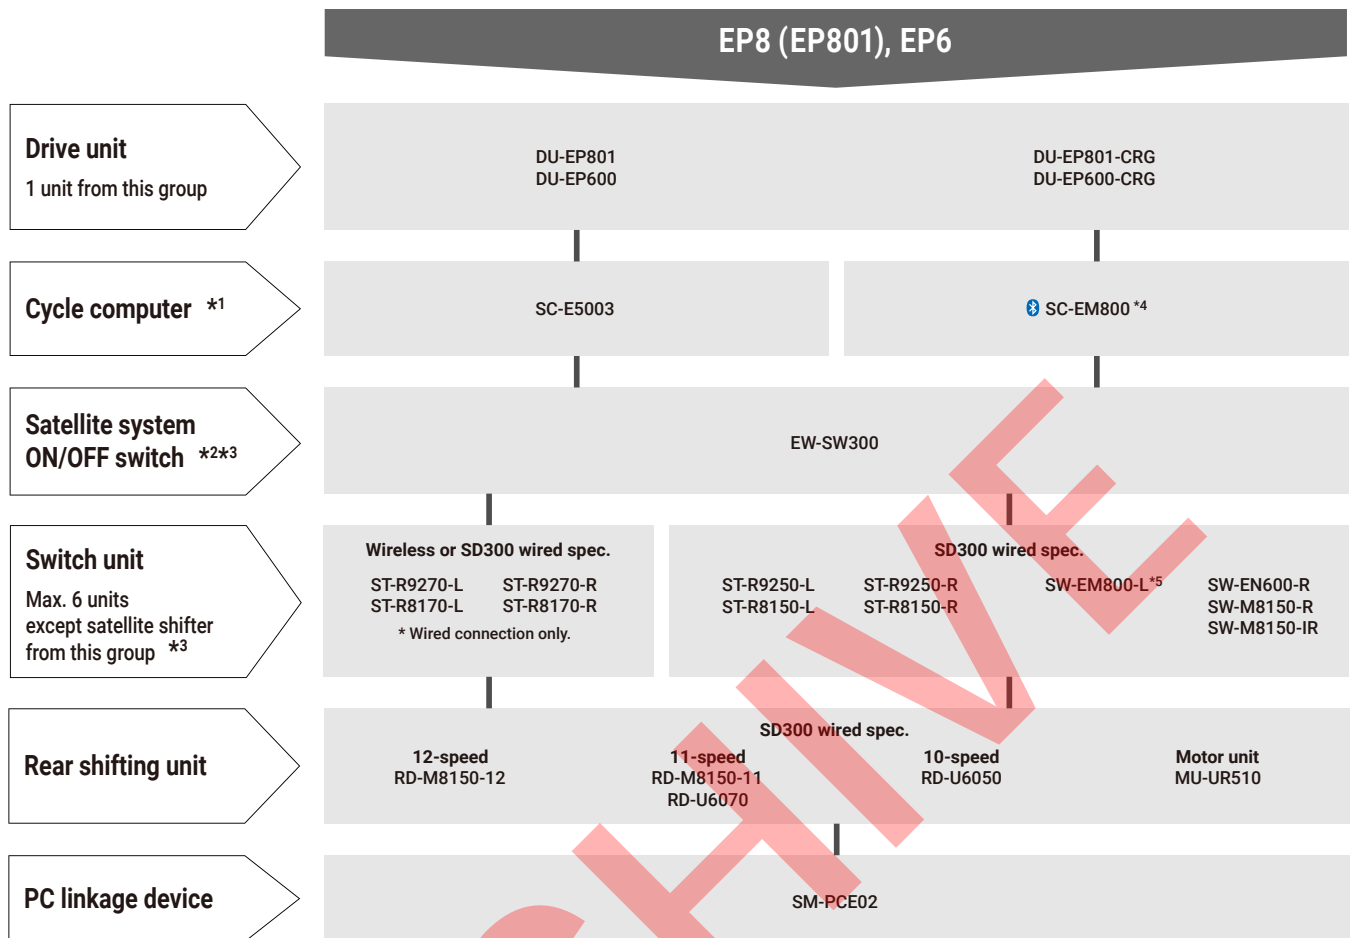 EP8 (EP801), EP6
Drive unit
1 unit from this group
DU-EP801
DU-EP600
DU-EP801-CRG
DU-EP600-CRG
Cycle computer *1
SC-E5003
SC-EM800 *4
Satellite system
ON/OFF switch *2*3
EW-SW300
Switch unit
Max. 6 units
except satellite shifter
from this group *3
Wireless or SD300 wired spec.
ST-R9270-L ST-R9270-R
ST-R8170-L ST-R8170-R
* Wired connection only.
SD300 wired spec.
ST-R9250-L ST-R9250-R SW-EM800-L*5 SW-EN600-R
ST-R8150-L ST-R8150-R SW-M8150-R
SW-M8150-IR
Rear shifting unit
SD300 wired spec.
12-speed 11-speed 10-speed Motor unit
RD-M8150-12 RD-M8150-11 RD-U6050 MU-UR510
RD-U6070
PC linkage device
SM-PCE02
CHIVE